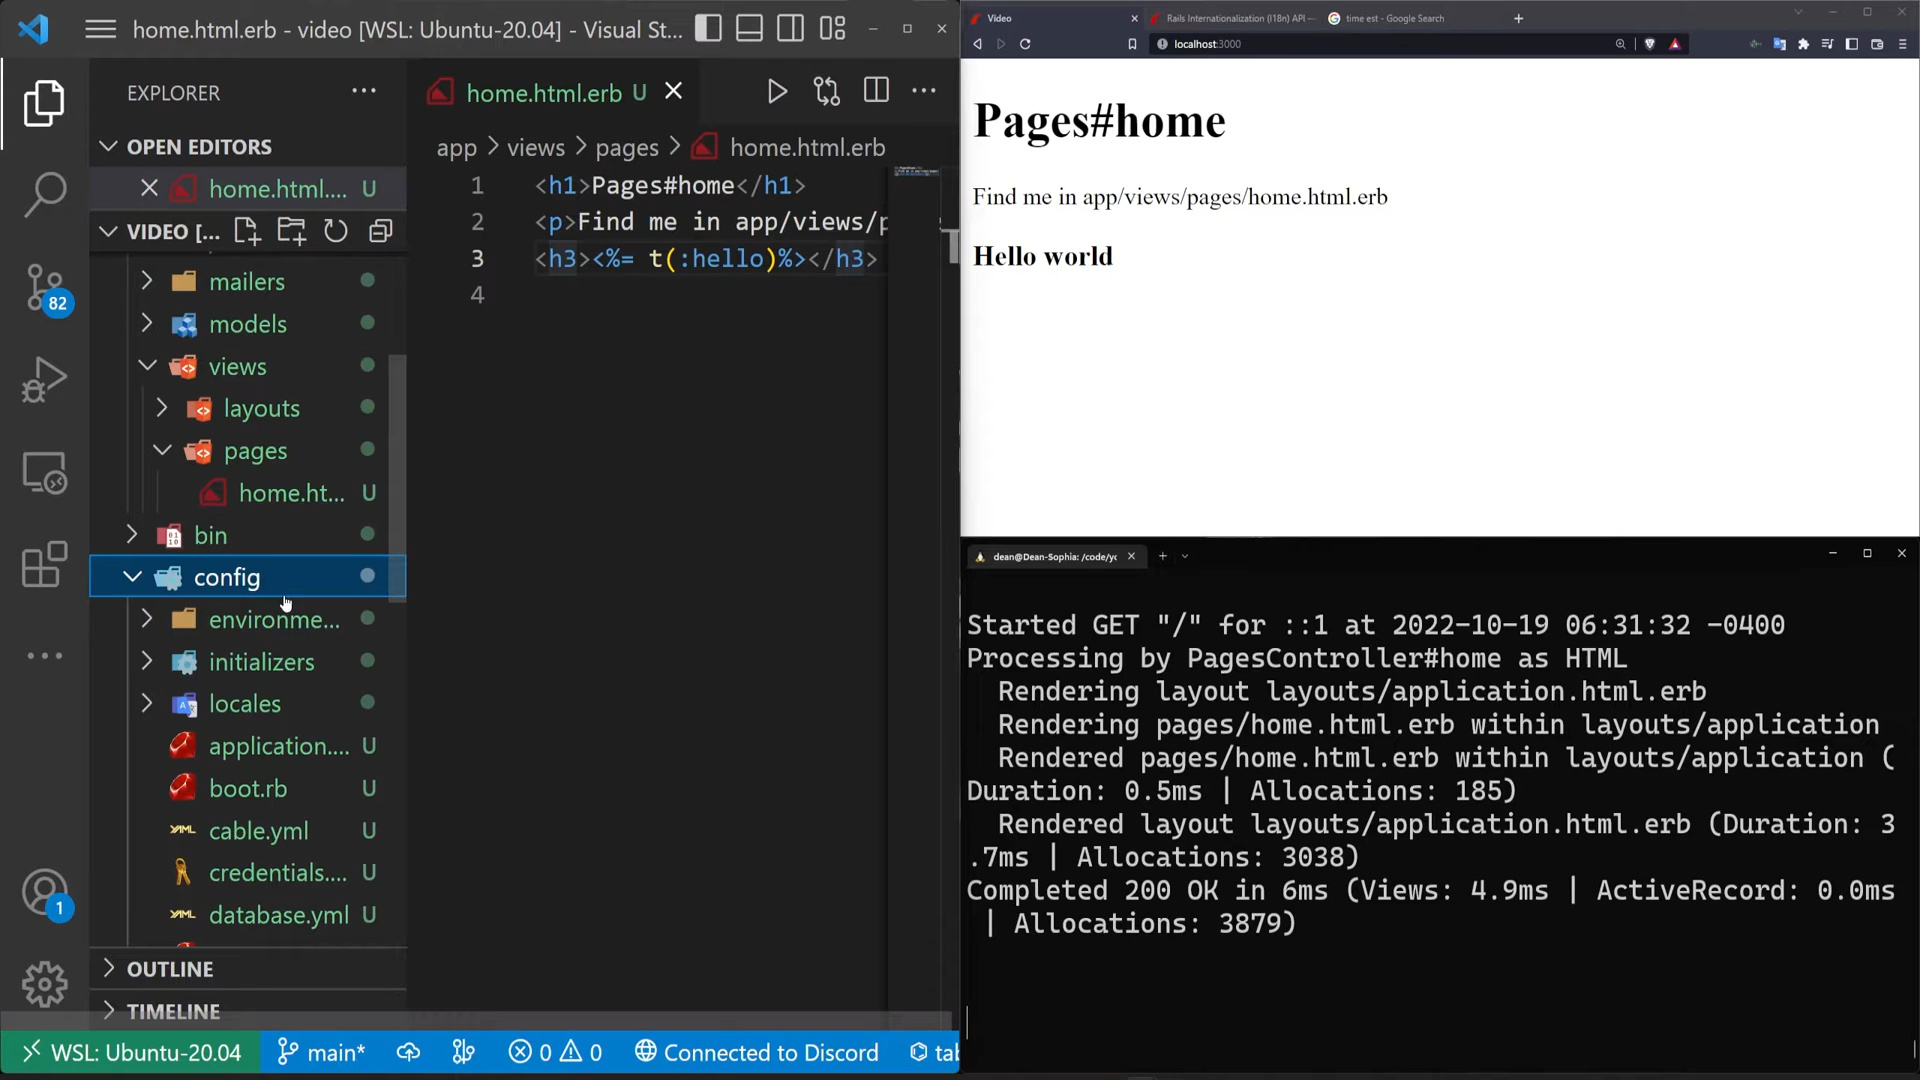 home.html.erb - video [WSL: Ubuntu-20.04] - Visual St...
EXPLORER
OPEN EDITORS
home.html.... U
VIDEO [...
mailers
models
views
layouts
pages
home.ht... U
bin
config
environme...
initializers
locales
application.... U
boot.rb U
cable.yml U
credentials.... U
database.yml U
OUTLINE
TIMELINE
82
1
home.html.erb U
app > views > pages > home.html.erb
1 <h1>Pages#home</h1>
2 <p>Find me in app/views/p
3 <h3><%= t(:hello)%></h3>
4
WSL: Ubuntu-20.04
main*
0 0
Connected to Discord
tab
Video
Rails Internationalization (I18n) API —
time est - Google Search
localhost:3000
Pages#home
Find me in app/views/pages/home.html.erb
Hello world
dean@Dean-Sophia: /code/yc
Started GET "/" for ::1 at 2022-10-19 06:31:32 -0400
Processing by PagesController#home as HTML
Rendering layout layouts/application.html.erb
Rendering pages/home.html.erb within layouts/application
Rendered pages/home.html.erb within layouts/application (
Duration: 0.5ms | Allocations: 185)
Rendered layout layouts/application.html.erb (Duration: 3
.7ms | Allocations: 3038)
Completed 200 OK in 6ms (Views: 4.9ms | ActiveRecord: 0.0ms
| Allocations: 3879)